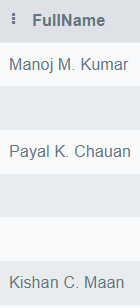 FullName
Manoj M. Kumar
Payal K. Chauan
Kishan C. Maan